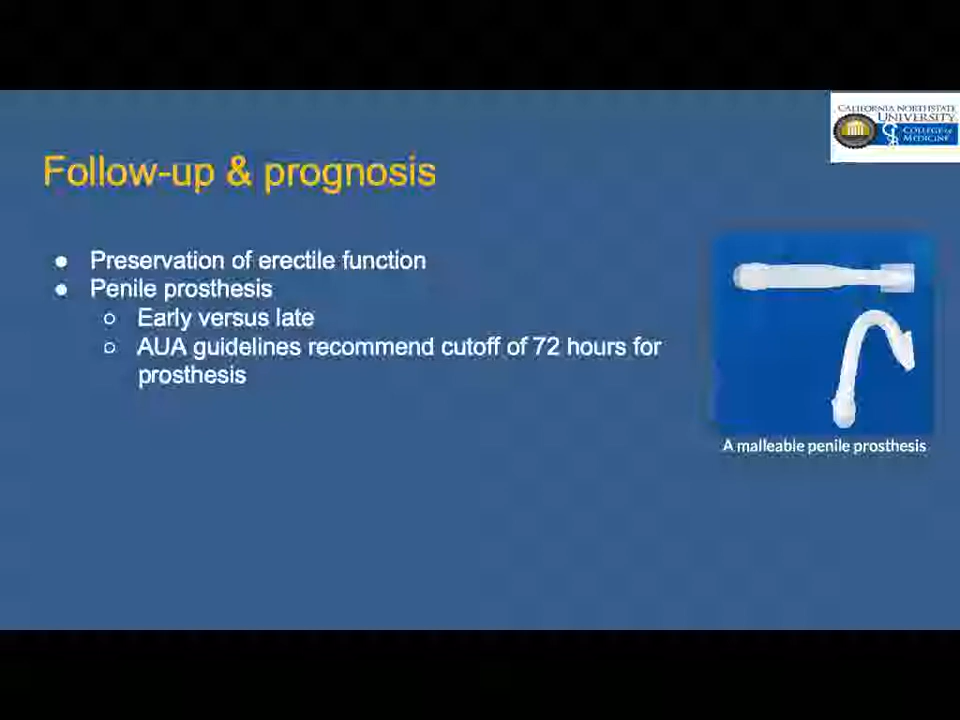 CALIFORNIA NORTHSTATE
UNIVERSITY
COLLEGE OF
MEDICINE
Follow-up & prognosis
● Preservation of erectile function
● Penile prosthesis
○ Early versus late
○ AUA guidelines recommend cutoff of 72 hours for
prosthesis
A malleable penile prosthesis